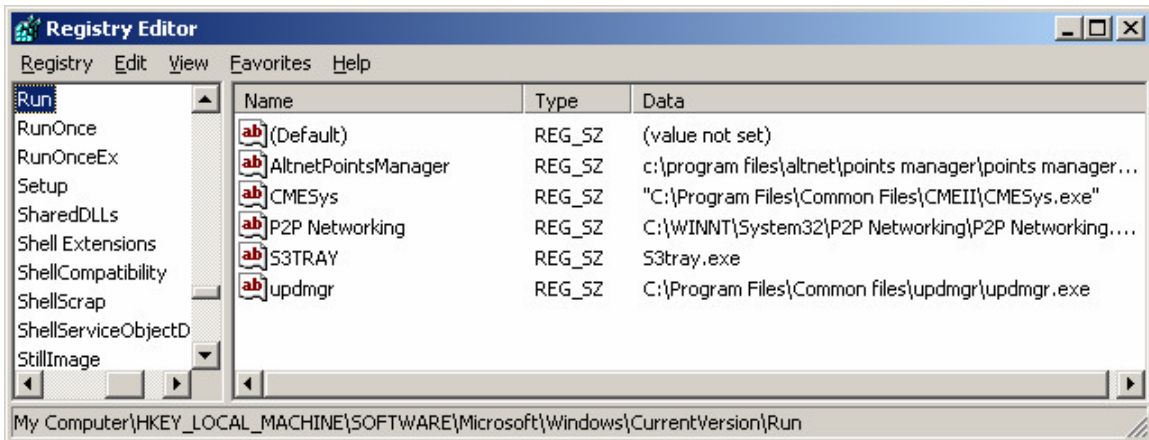 Registry Editor
Registry Edit View Favorites Help
Run
RunOnce
RunOnceEx
Setup
SharedDLLs
Shell Extensions
ShellCompatibility
ShellScrap
ShellServiceObjectD
StillImage
Name Type Data
(Default) REG_SZ (value not set)
AltnetPointsManager REG_SZ c:\program files\altnet\points manager\points manager...
CMESys REG_SZ "C:\Program Files\Common Files\CMEII\CMESys.exe"
P2P Networking REG_SZ C:\WINNT\System32\P2P Networking\P2P Networking....
S3TRAY REG_SZ S3tray.exe
updmgr REG_SZ C:\Program Files\Common files\updmgr\updmgr.exe
My Computer\HKEY_LOCAL_MACHINE\SOFTWARE\Microsoft\Windows\CurrentVersion\Run